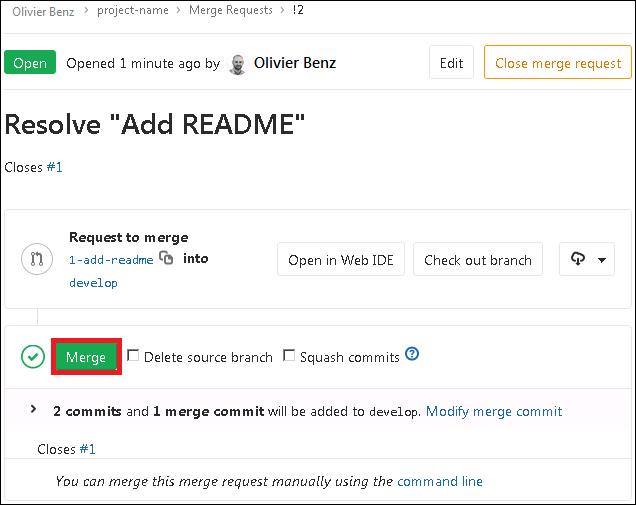 Olivier Benz > project-name > Merge Requests > !2
Open Opened 1 minute ago by Olivier Benz Edit Close merge request
Resolve "Add README"
Closes #1
Request to merge
1-add-readme into
develop
Open in Web IDE Check out branch
Merge Delete source branch Squash commits ?
2 commits and 1 merge commit will be added to develop. Modify merge commit
Closes #1
You can merge this merge request manually using the command line